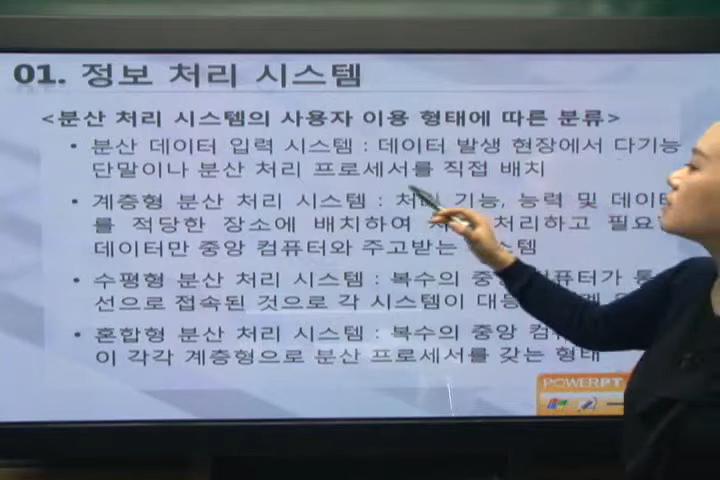 01. 정보 처리 시스템
<분산 처리 시스템의 사용자 이용 형태에 따른 분류>
• 분산 데이터 입력 시스템 : 데이터 발생 현장에서 다기능
단말이나 분산 처리 프로세서를 직접 배치
• 계층형 분산 처리 시스템 : 처리 기능, 능력 및 데이터
를 적당한 장소에 배치하여 처리하고
데이터만 중앙 컴퓨터와 주고받는 시스템
• 수평형 분산 처리 시스템 : 복수의 중앙 컴퓨터가
선으로 접속된 것으로 각 시스템이
• 혼합형 분산 처리 시스템 : 복수의 중앙
이 각각 계층형으로 분산 프로세서를 갖는 형태